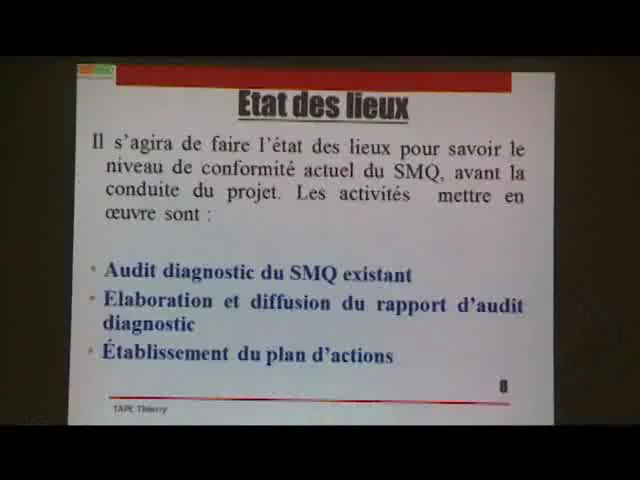 Etat des lieux
Il s'agira de faire l'état des lieux pour savoir le
niveau de conformité actuel du SMQ, avant la
conduite du projet. Les activités mettre en
œuvre sont :
• Audit diagnostic du SMQ existant
• Elaboration et diffusion du rapport d'audit
diagnostic
• Établissement du plan d'actions
8
TAPE Thierry